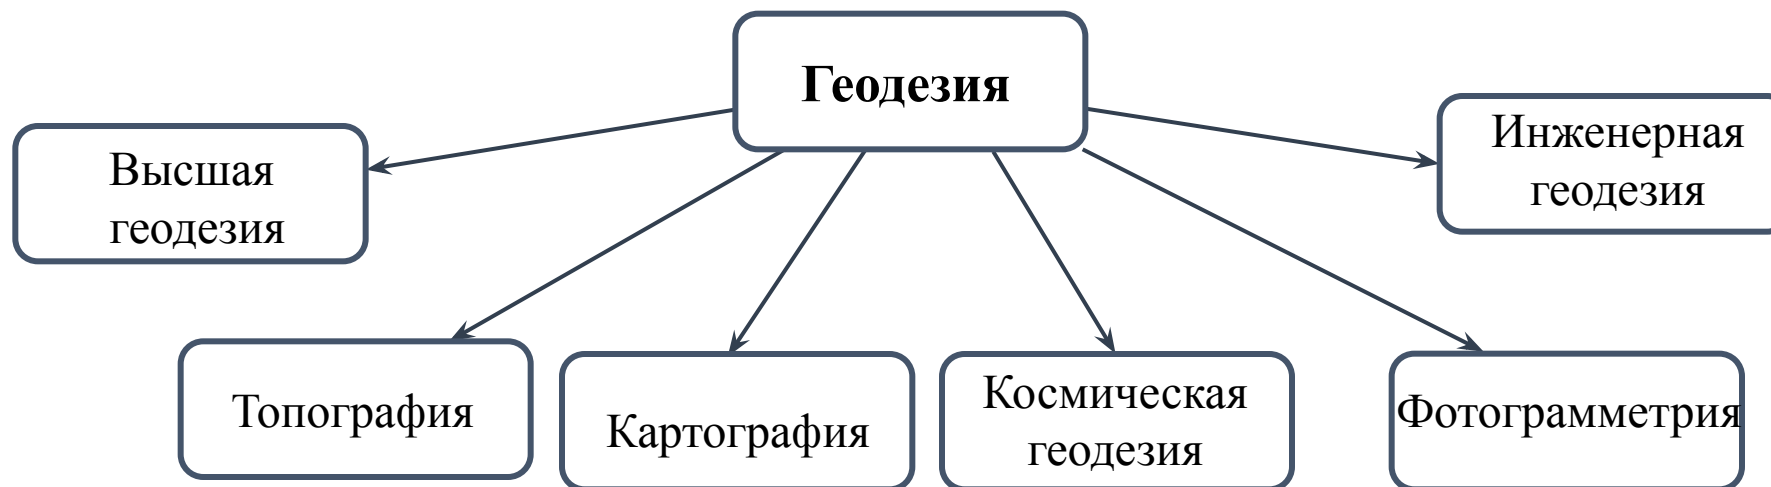 Геодезия
Высшая
геодезия
Инженерная
геодезия
Топография
Картография
Космическая
геодезия
Фотограмметрия